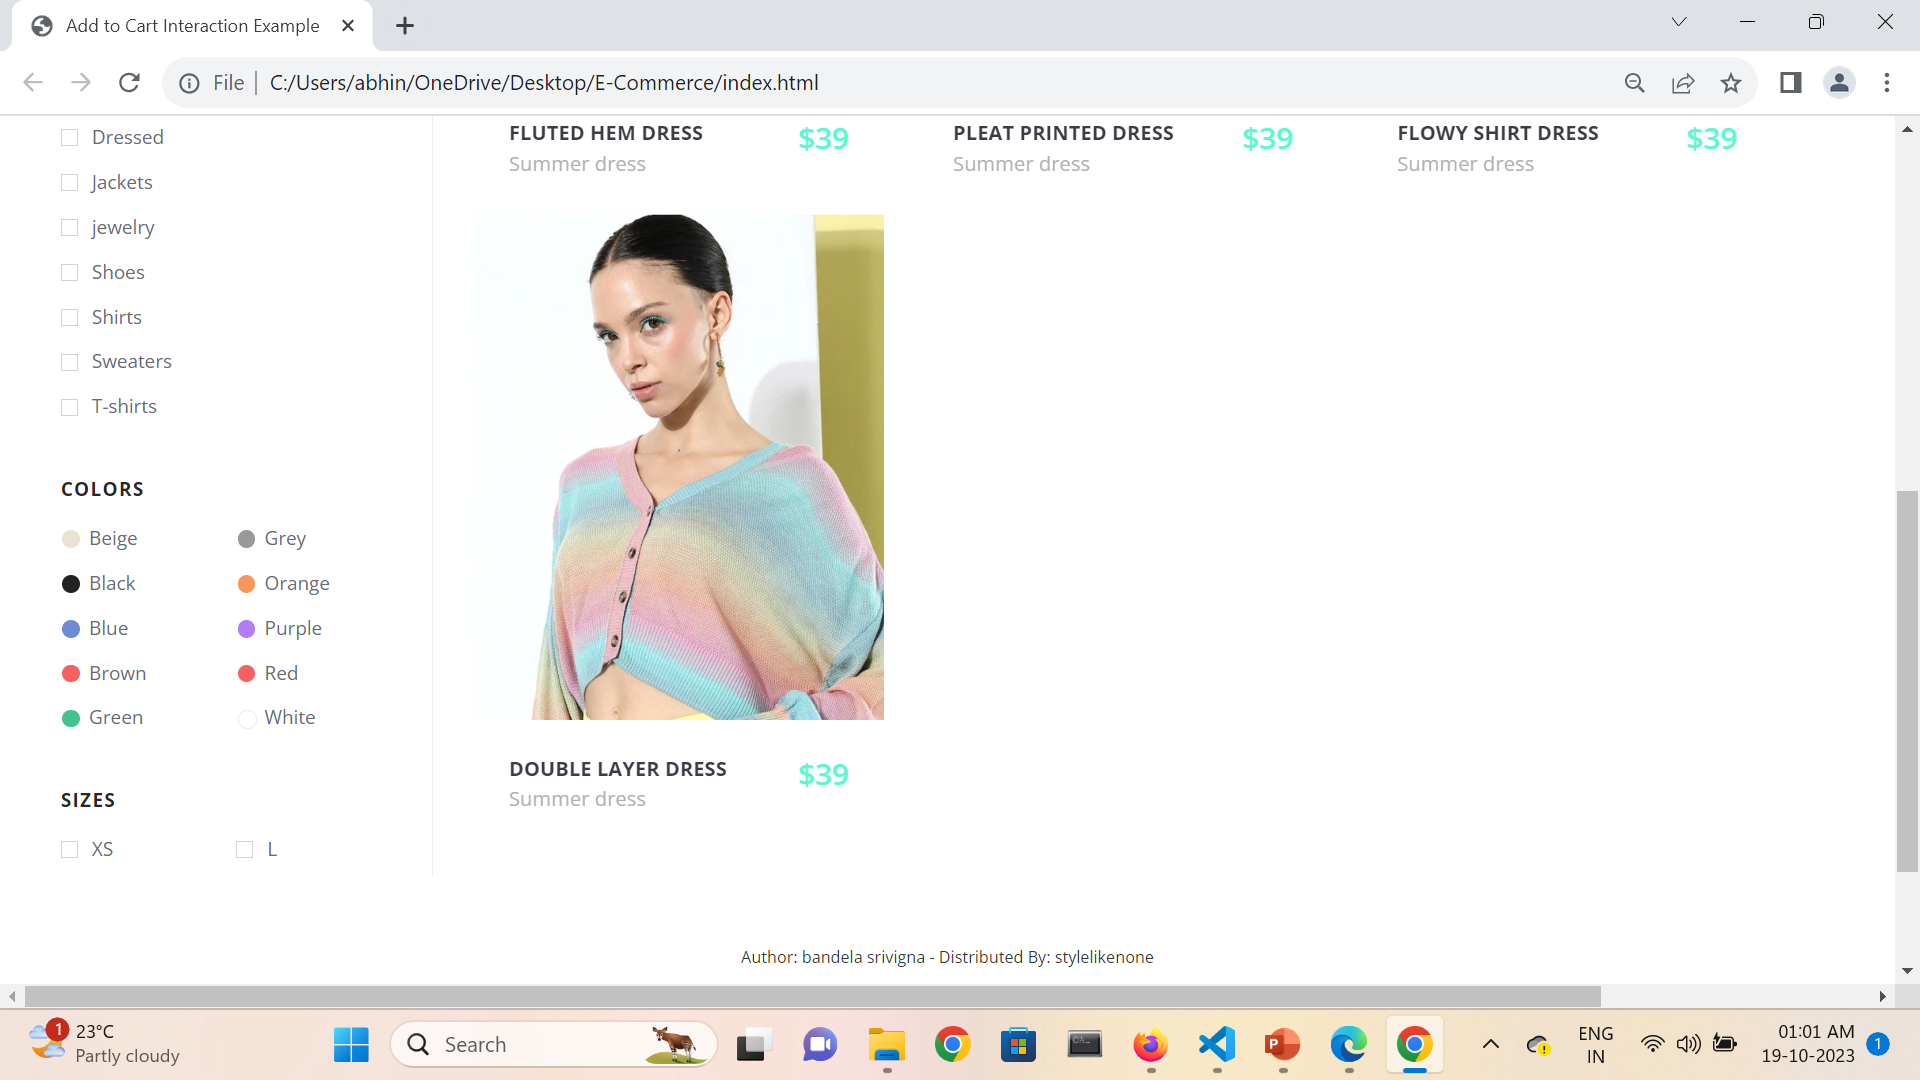 Add to Cart Interaction Example
File
C:/Users/abhin/OneDrive/Desktop/E-Commerce/index.html
Dressed
Jackets
jewelry
Shoes
Shirts
Sweaters
T-shirts
COLORS
Beige Grey
Black Orange
Blue Purple
Brown Red
Green White
SIZES
XS L
FLUTED HEM DRESS $39
Summer dress
PLEAT PRINTED DRESS $39
Summer dress
FLOWY SHIRT DRESS $39
Summer dress
DOUBLE LAYER DRESS $39
Summer dress
Author: bandela srivigna - Distributed By: stylelikenone
1
23°C
Partly cloudy
Search
P
ENG
IN
01:01 AM
19-10-2023
1